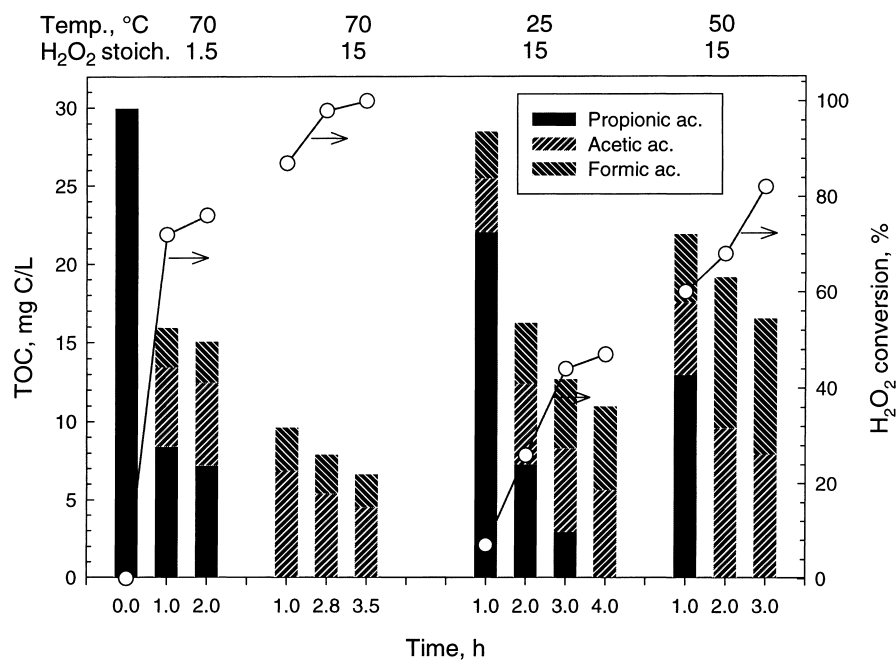 Temp., °C 70 70 25 50
H₂O₂ stoich. 1.5 15 15 15
30 100
Propionic ac.
Acetic ac.
Formic ac.
25
80
20
60
15
40
10
20
5
0 0
TOC, mg C/L
H₂O₂ conversion, %
0.0 1.0 2.0 1.0 2.8 3.5 1.0 2.0 3.0 4.0 1.0 2.0 3.0
Time, h